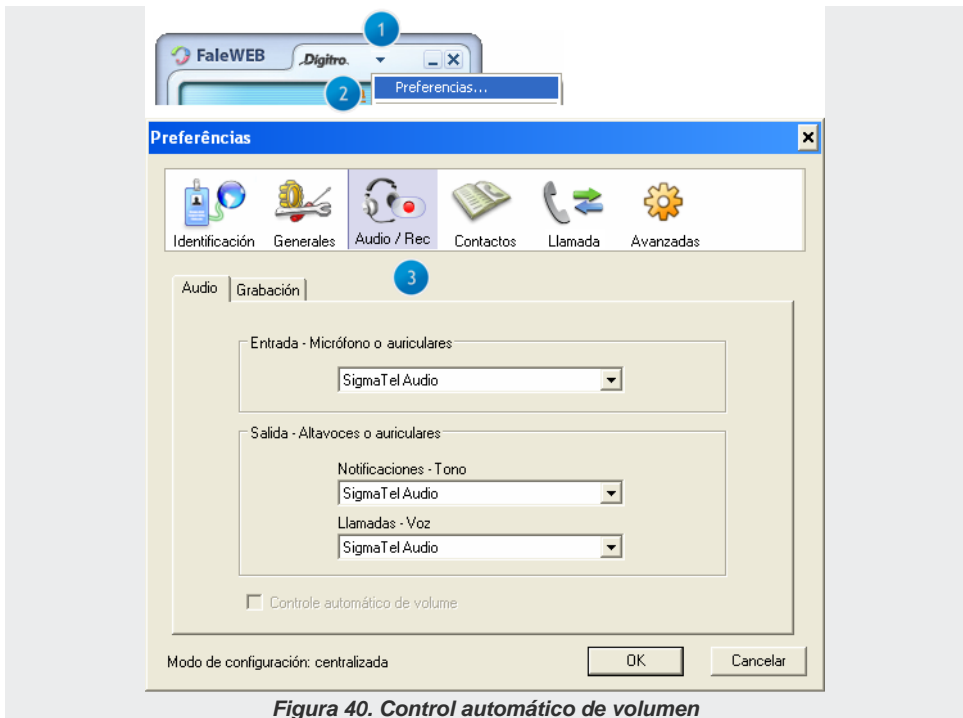 1
FaleWEB Dígitro
2 Preferencias...
Preferências
Identificación Generales Audio / Rec Contactos Llamada Avanzadas
3
Audio Grabación
Entrada - Micrófono o auriculares
SigmaTel Audio
Salida - Altavoces o auriculares
Notificaciones - Tono
SigmaTel Audio
Llamadas - Voz
SigmaTel Audio
Controle automático de volume
Modo de configuración: centralizada OK Cancelar
Figura 40. Control automático de volumen